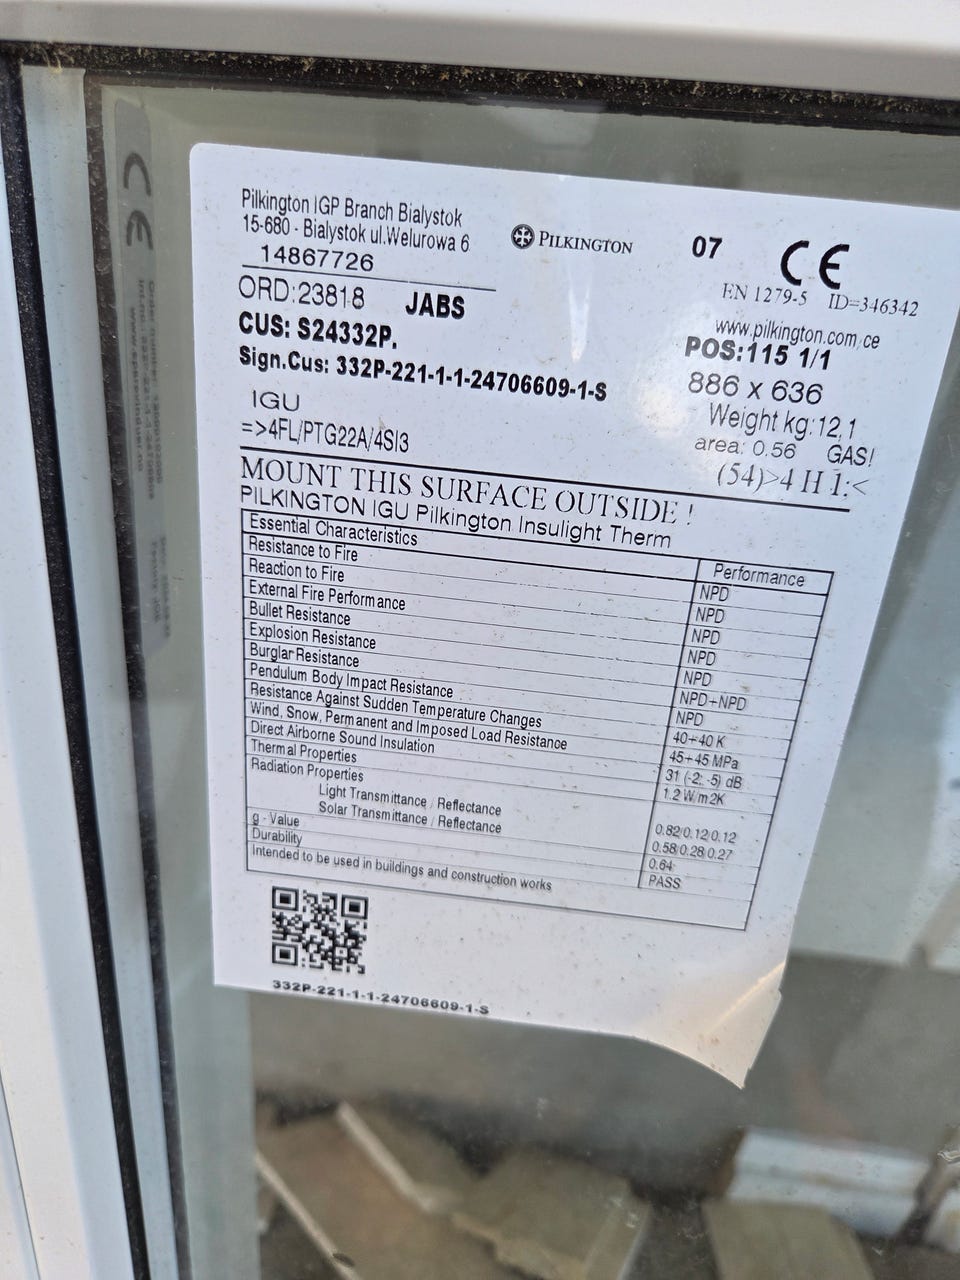 Pilkington IGP Branch Bialystok
15-680 - Bialystok ul.Welurowa 6
14867726
PILKINGTON
07 CE
EN 1279-5 ID=346342
www.pilkington.com/ce
ORD:23818 JABS
CUS: S24332P.
Sign.Cus: 332P-221-1-1-24706609-1-S
POS:115 1/1
886 x 636
Weight kg:12,1
area: 0.56 GAS!
(54)>4 H 1:<
IGU
=>4FL/PTG22A/4SI3
MOUNT THIS SURFACE OUTSIDE !
PILKINGTON IGU Pilkington Insulight Therm
Essential Characteristics Performance
Resistance to Fire NPD
Reaction to Fire NPD
External Fire Performance NPD
Bullet Resistance NPD
Explosion Resistance NPD
Burglar Resistance NPD+NPD
Pendulum Body Impact Resistance NPD
Resistance Against Sudden Temperature Changes 40+40 K
Wind, Snow, Permanent and Imposed Load Resistance 45+45 MPa
Direct Airborne Sound Insulation 31 (-2; -5) dB
Thermal Properties 1.2 W/m2K
Radiation Properties
Light Transmittance / Reflectance 0.82/0.12/0.12
Solar Transmittance / Reflectance 0.58/0.28/0.27
g - Value 0.64
Durability PASS
Intended to be used in buildings and construction works
332P-221-1-1-24706609-1-S
CE